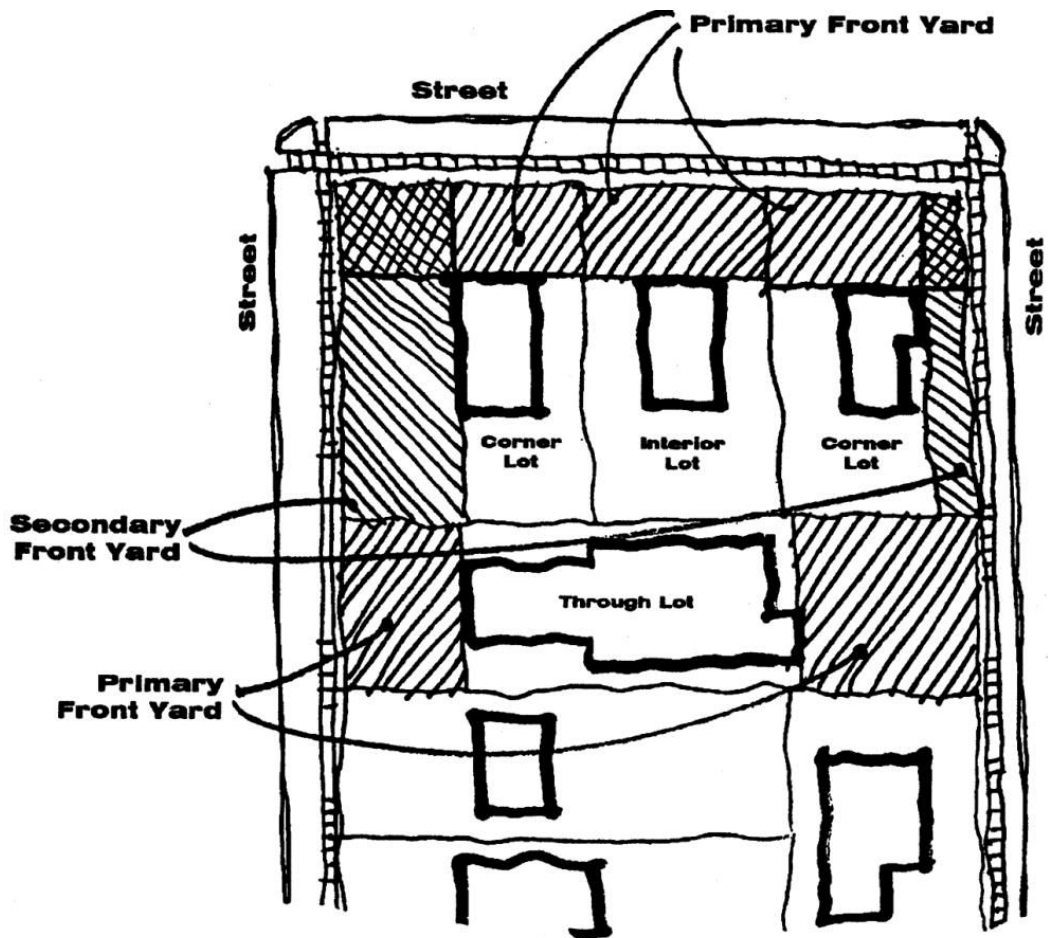 Primary Front Yard
Street
Street
Street
Corner
Lot
Interior
Lot
Corner
Lot
Secondary
Front Yard
Through Lot
Primary
Front Yard